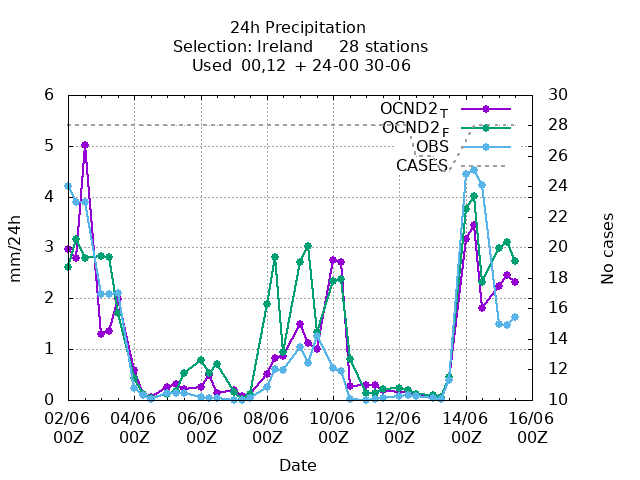 24h Precipitation
Selection: Ireland     28 stations
Used  00,12  + 24-00 30-06
OCND2_T
OCND2_F
OBS
CASES
mm/24h
6
5
4
3
2
1
0
30
28
26
24
22
20
18
16
14
12
10
No cases
02/06 04/06 06/06 08/06 10/06 12/06 14/06 16/06
00Z 00Z 00Z 00Z 00Z 00Z 00Z 00Z
Date